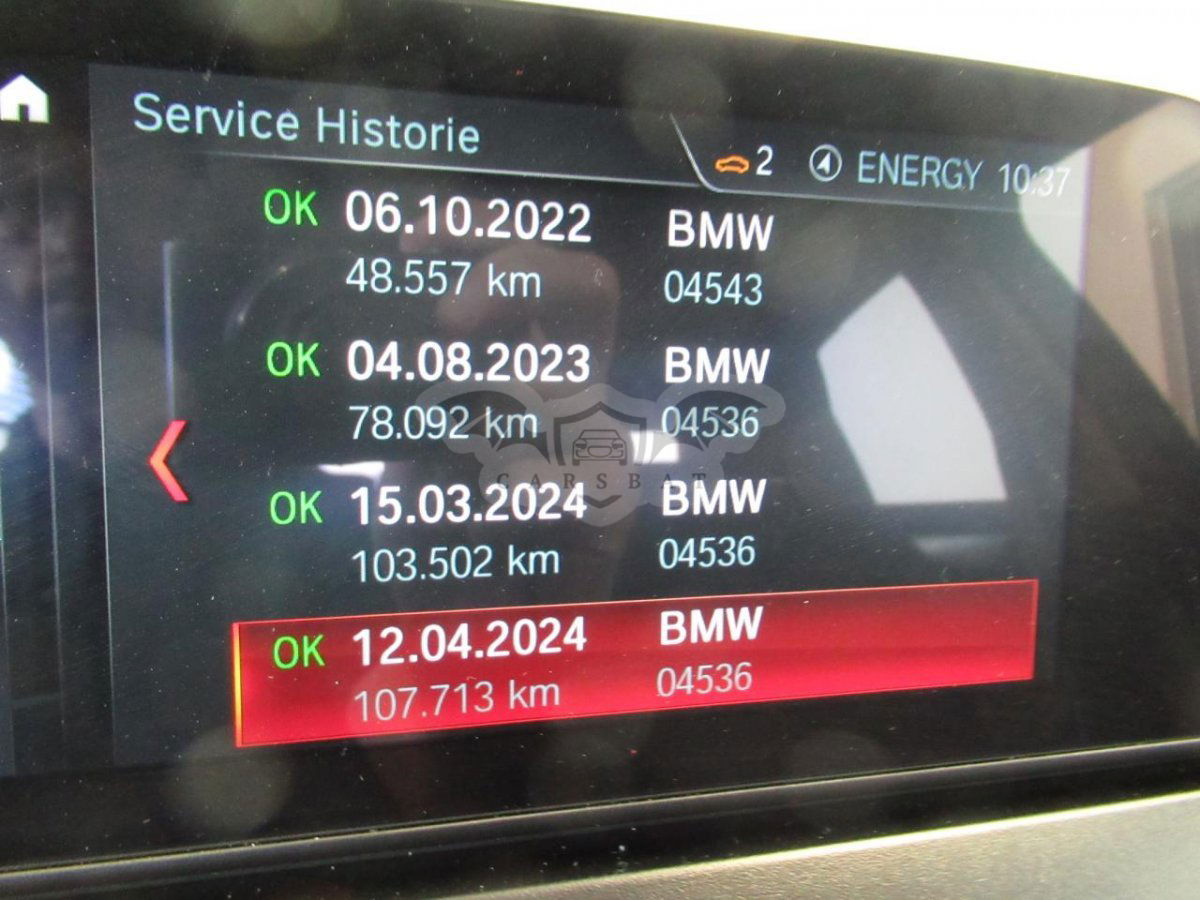 Service Historie
2 ENERGY 10:37
OK 06.10.2022 BMW
48.557 km 04543
OK 04.08.2023 BMW
78.092 km 04536
CARSBAT
OK 15.03.2024 BMW
103.502 km 04536
OK 12.04.2024 BMW
107.713 km 04536